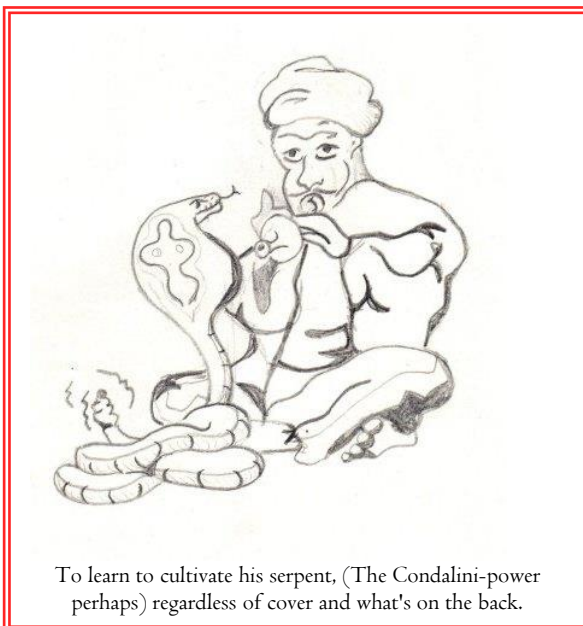 To learn to cultivate his serpent, (The Condalini-power
perhaps) regardless of cover and what's on the back.